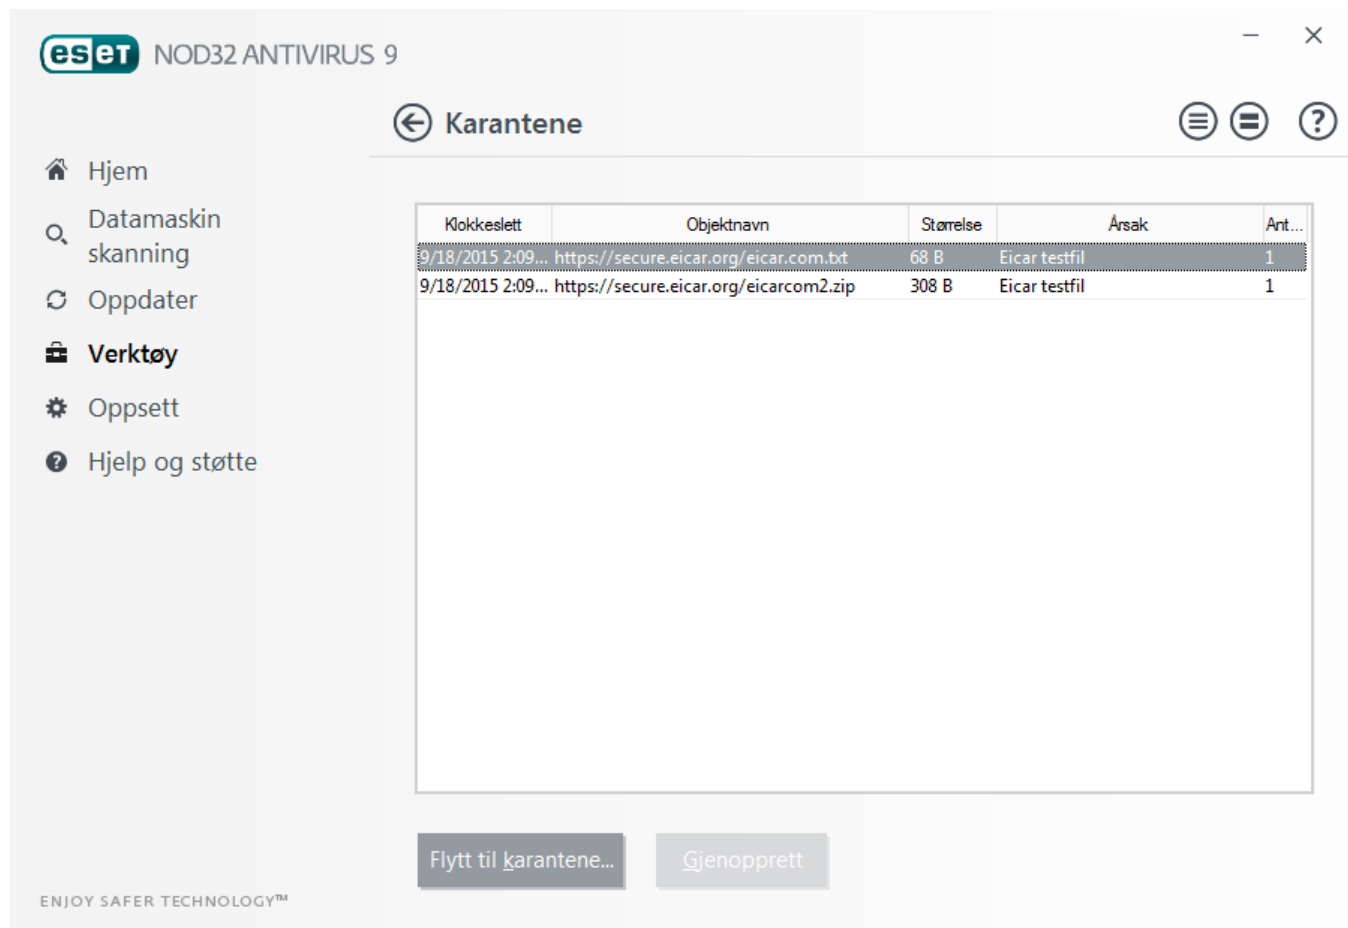 eset NOD32 ANTIVIRUS 9
Karantene
Hjem
Datamaskin
skanning
Oppdater
Verktøy
Oppsett
Hjelp og støtte
Klokkeslett Objektnavn Størrelse Årsak Ant...
9/18/2015 2:09... https://secure.eicar.org/eicar.com.txt 68 B Eicar testfil 1
9/18/2015 2:09... https://secure.eicar.org/eicarcom2.zip 308 B Eicar testfil 1
Flytt til karantene... Gjenopprett
ENJOY SAFER TECHNOLOGY™